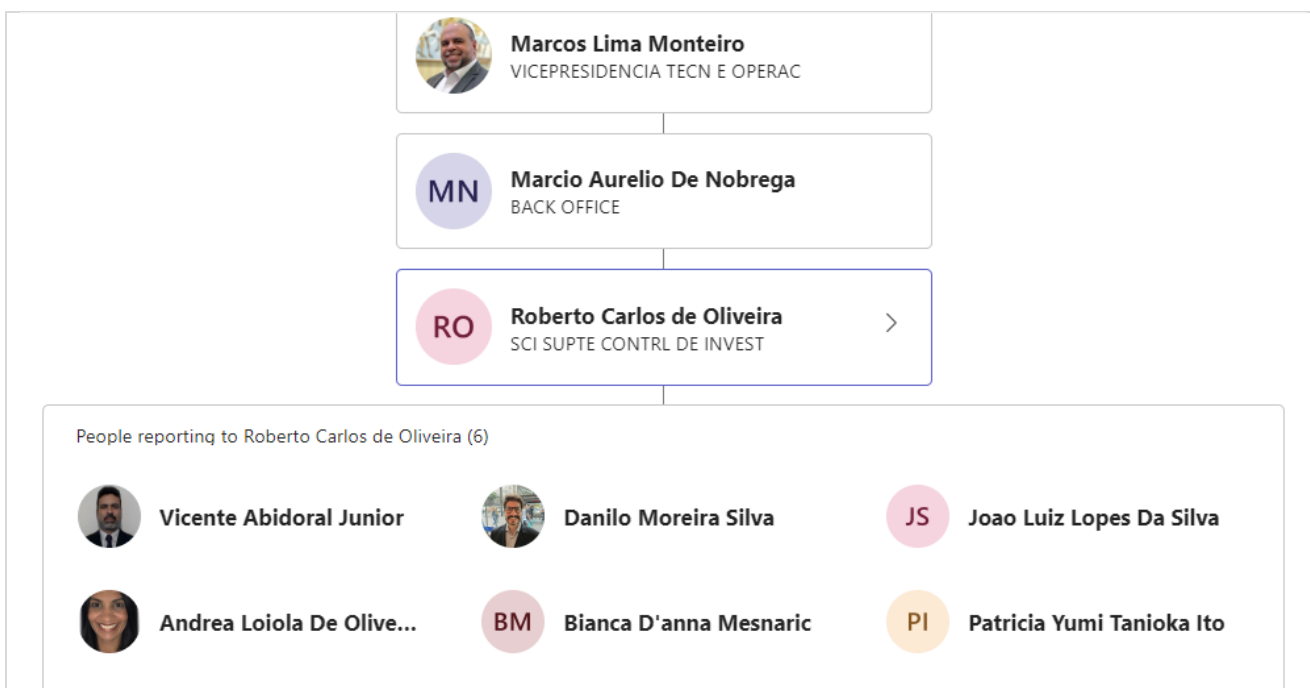 Marcos Lima Monteiro
VICEPRESIDENCIA TECN E OPERAC
MN
Marcio Aurelio De Nobrega
BACK OFFICE
RO
Roberto Carlos de Oliveira
SCI SUPTE CONTRL DE INVEST
People reporting to Roberto Carlos de Oliveira (6)
Vicente Abidoral Junior
Danilo Moreira Silva
JS
Joao Luiz Lopes Da Silva
Andrea Loiola De Olive...
BM
Bianca D'anna Mesnaric
PI
Patricia Yumi Tanioka Ito